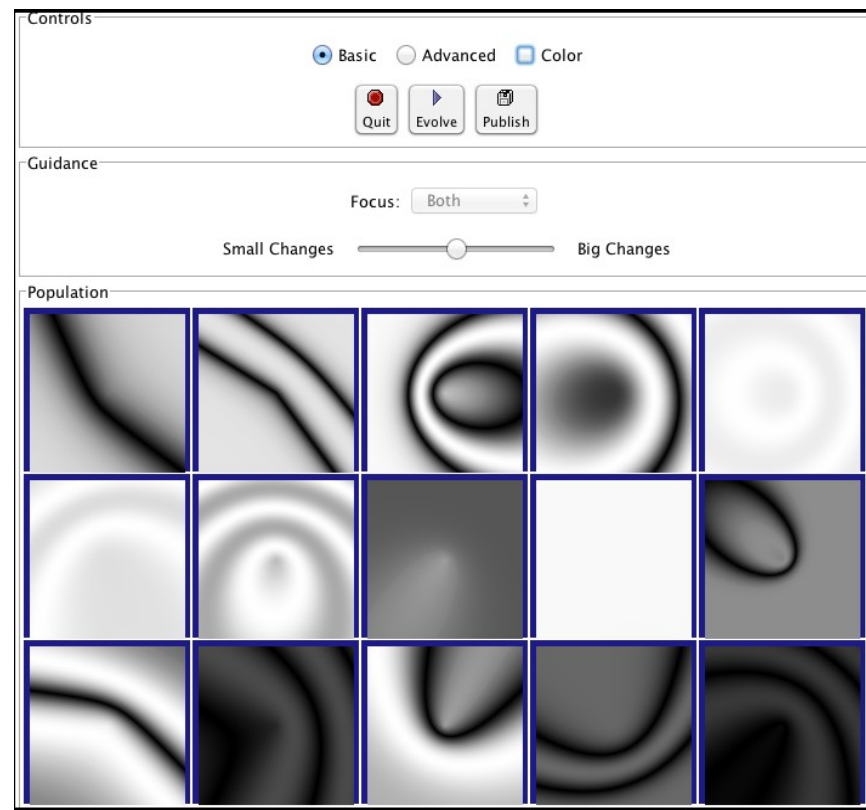 Controls
Basic Advanced Color
Quit Evolve Publish
Guidance
Focus: Both
Small Changes Big Changes
Population